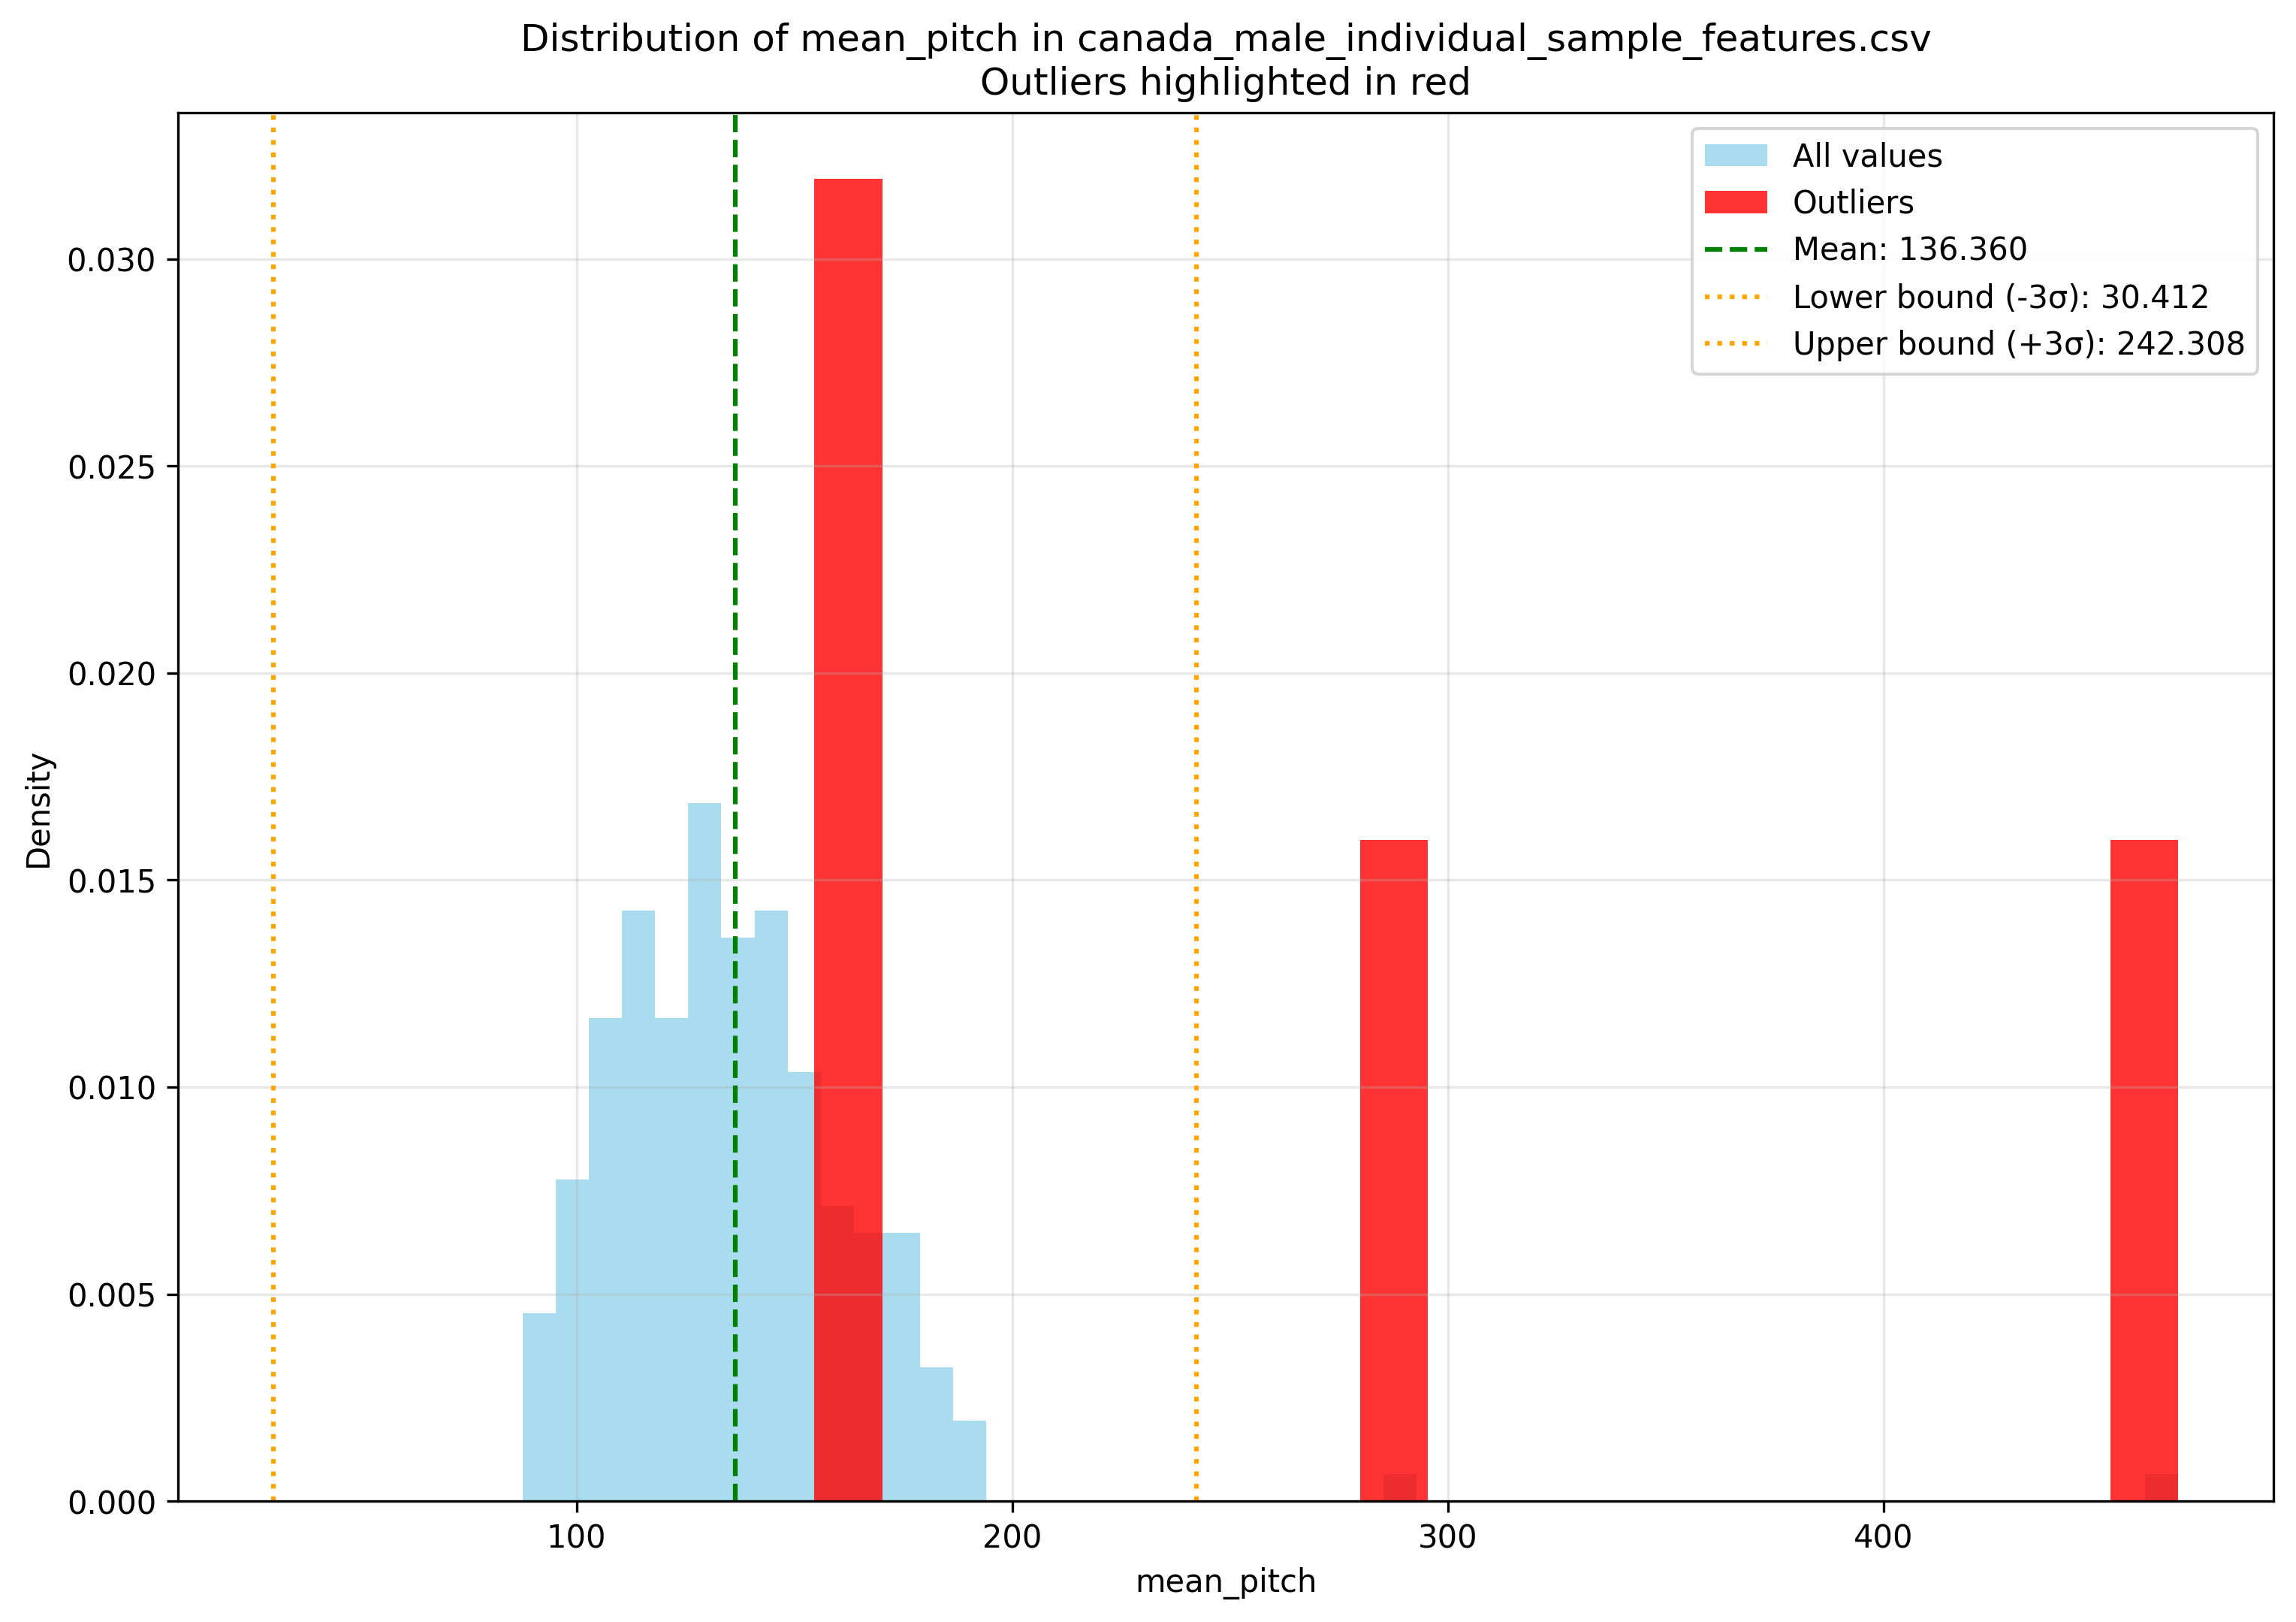 Distribution of mean_pitch in canada_male_individual_sample_features.csv
Outliers highlighted in red
All values
Outliers
Mean: 136.360
Lower bound (-3σ): 30.412
Upper bound (+3σ): 242.308
Density
0.030
0.025
0.020
0.015
0.010
0.005
0.000
100
200
300
400
mean_pitch